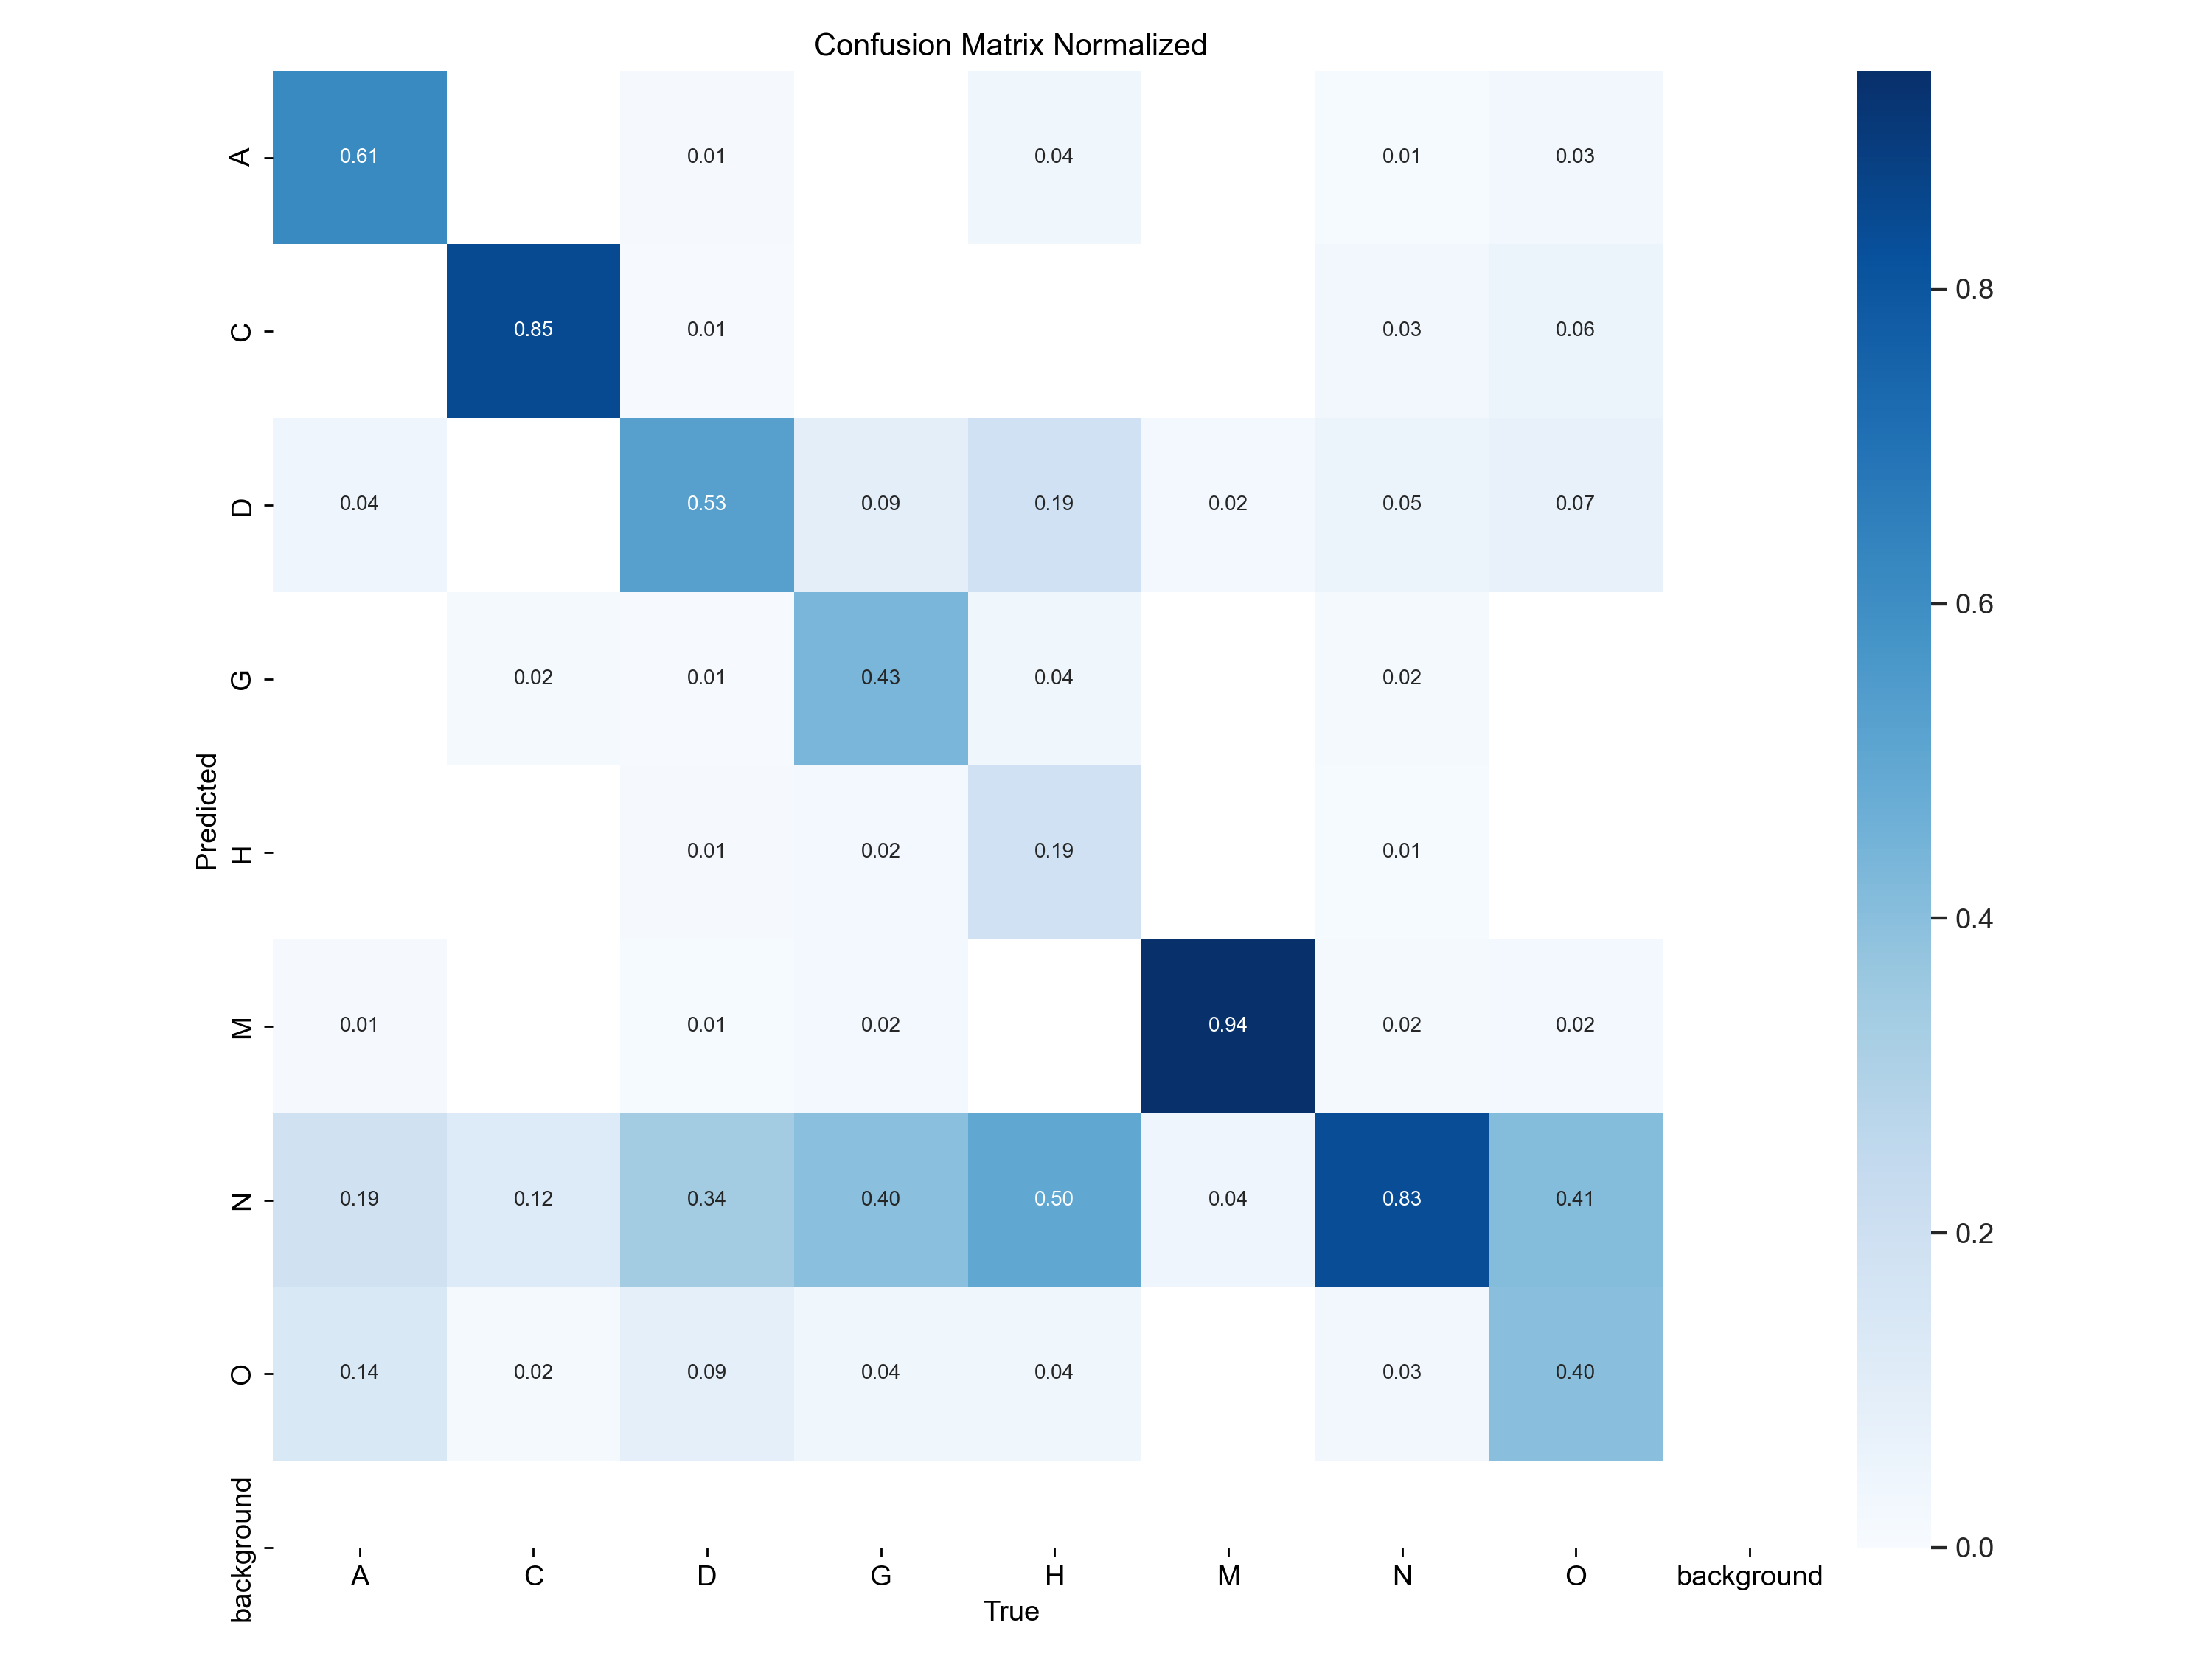 Confusion Matrix Normalized
A 0.61 0.01 0.04 0.01 0.03
C 0.85 0.01 0.03 0.06
0.8
D 0.04 0.53 0.09 0.19 0.02 0.05 0.07
0.6
G 0.02 0.01 0.43 0.04 0.02
Predicted
H 0.01 0.02 0.19 0.01
0.4
M 0.01 0.01 0.02 0.94 0.02 0.02
N 0.19 0.12 0.34 0.40 0.50 0.04 0.83 0.41
0.2
O 0.14 0.02 0.09 0.04 0.04 0.03 0.40
background
0.0
A C D G H M N O background
True